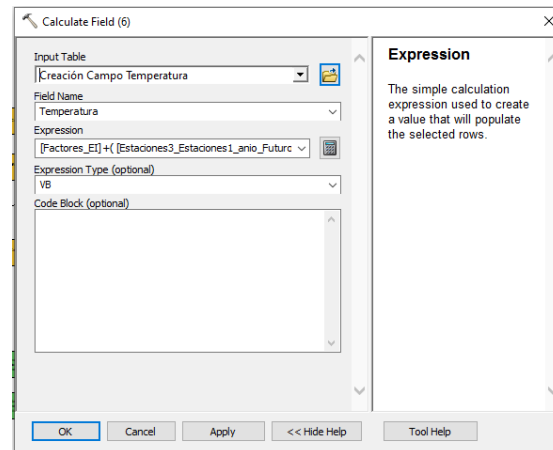 Calculate Field (6)
Input Table
Creación Campo Temperatura
Field Name
Temperatura
Expression
[Factores_EI]+( [Estaciones3_Estaciones1_anio_Futuro
Expression Type (optional)
VB
Code Block (optional)
OK
Cancel
Apply
<< Hide Help
Expression
The simple calculation
expression used to create
a value that will populate
the selected rows.
Tool Help